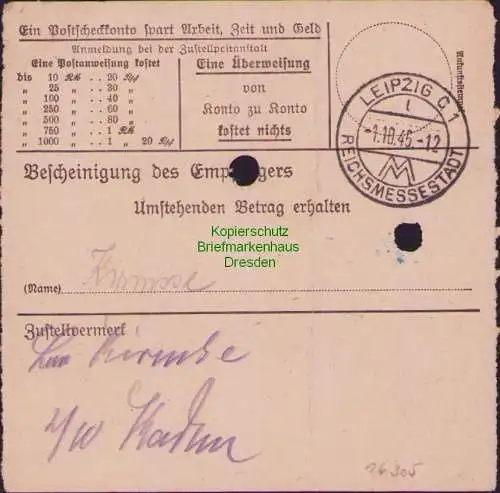 Ein Postscheckkonto spart Arbeit, Zeit und Geld
Anmeldung bei der Zustellpostanstalt
Eine Postanweisung kostet
bis 10 RM . . 20 Rpf
„ 25 „ . . 30 „
„ 100 „ . . 40 „
„ 250 „ . . 60 „
„ 500 „ . . 80 „
„ 750 „ . . 1 RM
„ 1000 „ . . 1 „ 20 Rpf
Eine Überweisung
von
Konto zu Konto
kostet nichts
Ankunftsstempel
LEIPZIG C 1
-1.10.45.-12
M
REICHSMESSESTADT
Bescheinigung des Empfängers
Umstehenden Betrag erhalten
Kopierschutz
Briefmarkenhaus
Dresden
(Name)
Zustellvermerk
16305